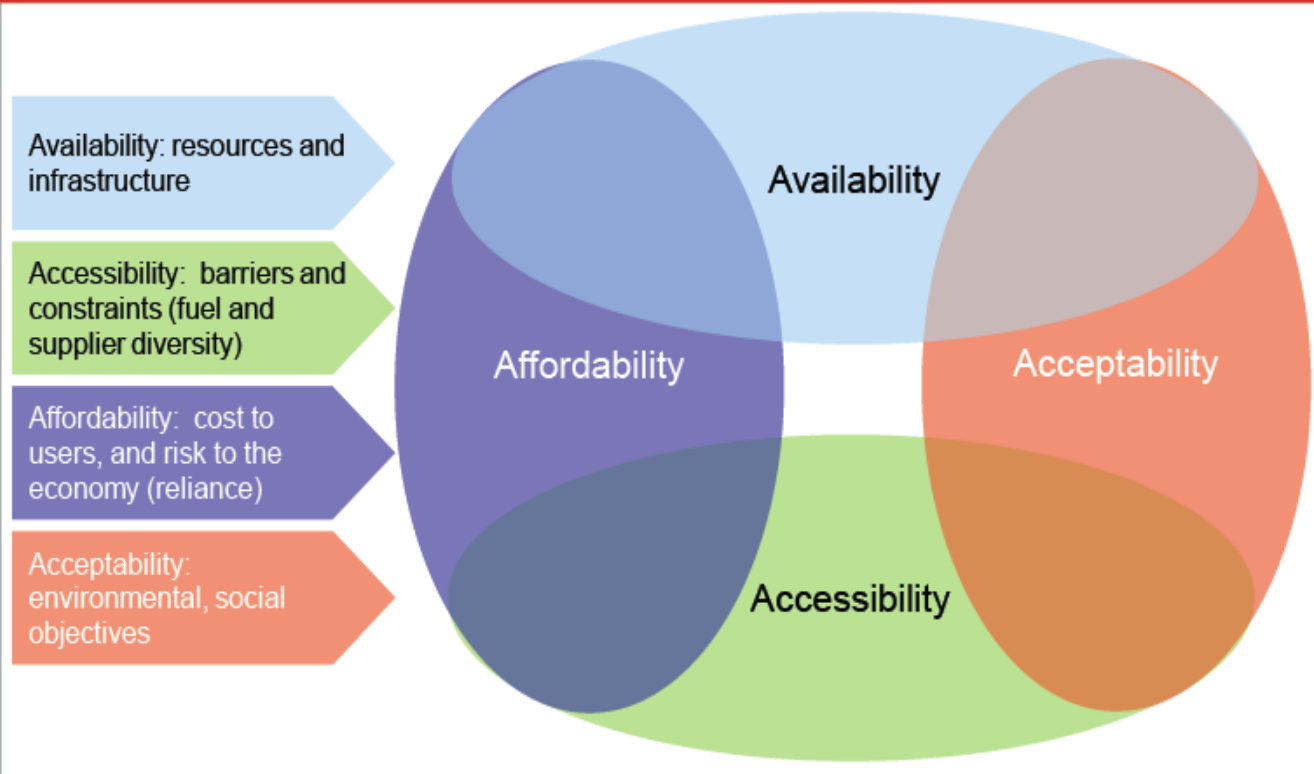 Availability: resources and
infrastructure
Accessibility:  barriers and
constraints (fuel and
supplier diversity)
Affordability:  cost to
users, and risk to the
economy (reliance)
Acceptability:
environmental, social
objectives
Availability
Affordability
Acceptability
Accessibility